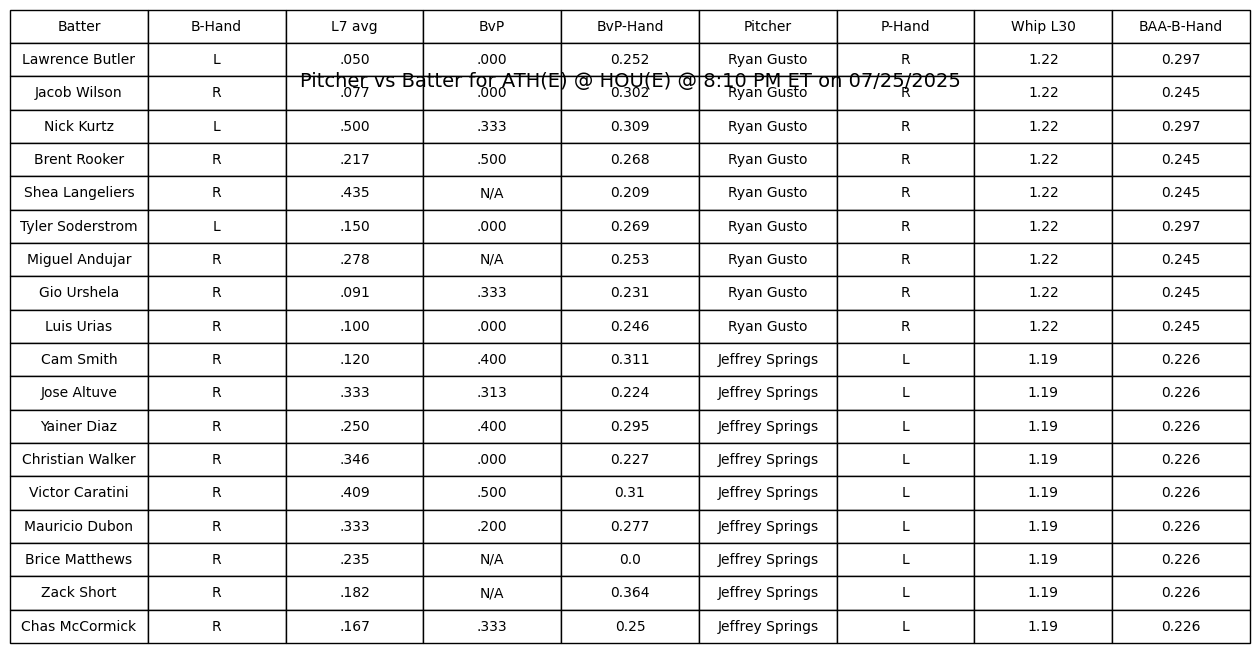 Batter B-Hand L7 avg BvP BvP-Hand Pitcher P-Hand Whip L30 BAA-B-Hand
Lawrence Butler L .050 .000 0.252 Ryan Gusto R 1.22 0.297
Pitcher vs Batter for ATH(E) @ HOU(E) @ 8:10 PM ET on 07/25/2025
Jacob Wilson R .077 .000 0.302 Ryan Gusto R 1.22 0.245
Nick Kurtz L .500 .333 0.309 Ryan Gusto R 1.22 0.297
Brent Rooker R .217 .500 0.268 Ryan Gusto R 1.22 0.245
Shea Langeliers R .435 N/A 0.209 Ryan Gusto R 1.22 0.245
Tyler Soderstrom L .150 .000 0.269 Ryan Gusto R 1.22 0.297
Miguel Andujar R .278 N/A 0.253 Ryan Gusto R 1.22 0.245
Gio Urshela R .091 .333 0.231 Ryan Gusto R 1.22 0.245
Luis Urias R .100 .000 0.246 Ryan Gusto R 1.22 0.245
Cam Smith R .120 .400 0.311 Jeffrey Springs L 1.19 0.226
Jose Altuve R .333 .313 0.224 Jeffrey Springs L 1.19 0.226
Yainer Diaz R .250 .400 0.295 Jeffrey Springs L 1.19 0.226
Christian Walker R .346 .000 0.227 Jeffrey Springs L 1.19 0.226
Victor Caratini R .409 .500 0.31 Jeffrey Springs L 1.19 0.226
Mauricio Dubon R .333 .200 0.277 Jeffrey Springs L 1.19 0.226
Brice Matthews R .235 N/A 0.0 Jeffrey Springs L 1.19 0.226
Zack Short R .182 N/A 0.364 Jeffrey Springs L 1.19 0.226
Chas McCormick R .167 .333 0.25 Jeffrey Springs L 1.19 0.226